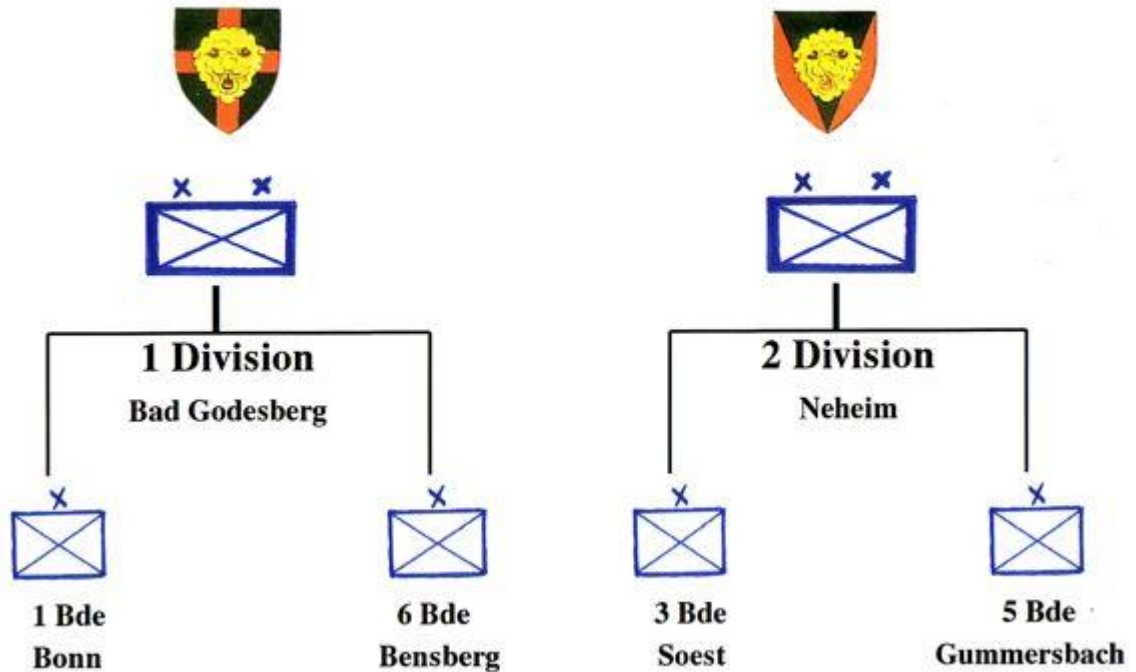 1 Division
Bad Godesberg
2 Division
Neheim
1 Bde
Bonn
6 Bde
Bensberg
3 Bde
Soest
5 Bde
Gummersbach